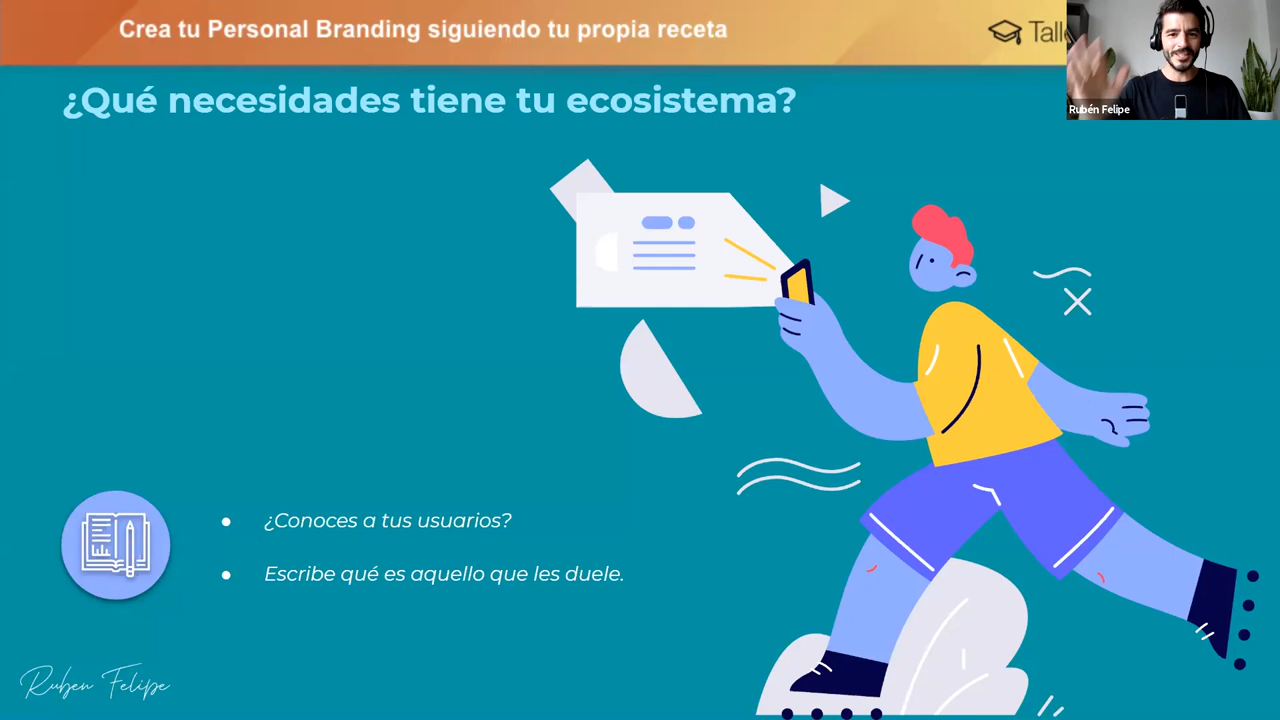 Crea tu Personal Branding siguiendo tu propia receta
¿Qué necesidades tiene tu ecosistema?
Rubén Felipe
¿Conoces a tus usuarios?
Escribe qué es aquello que les duele.
Ruben Felipe